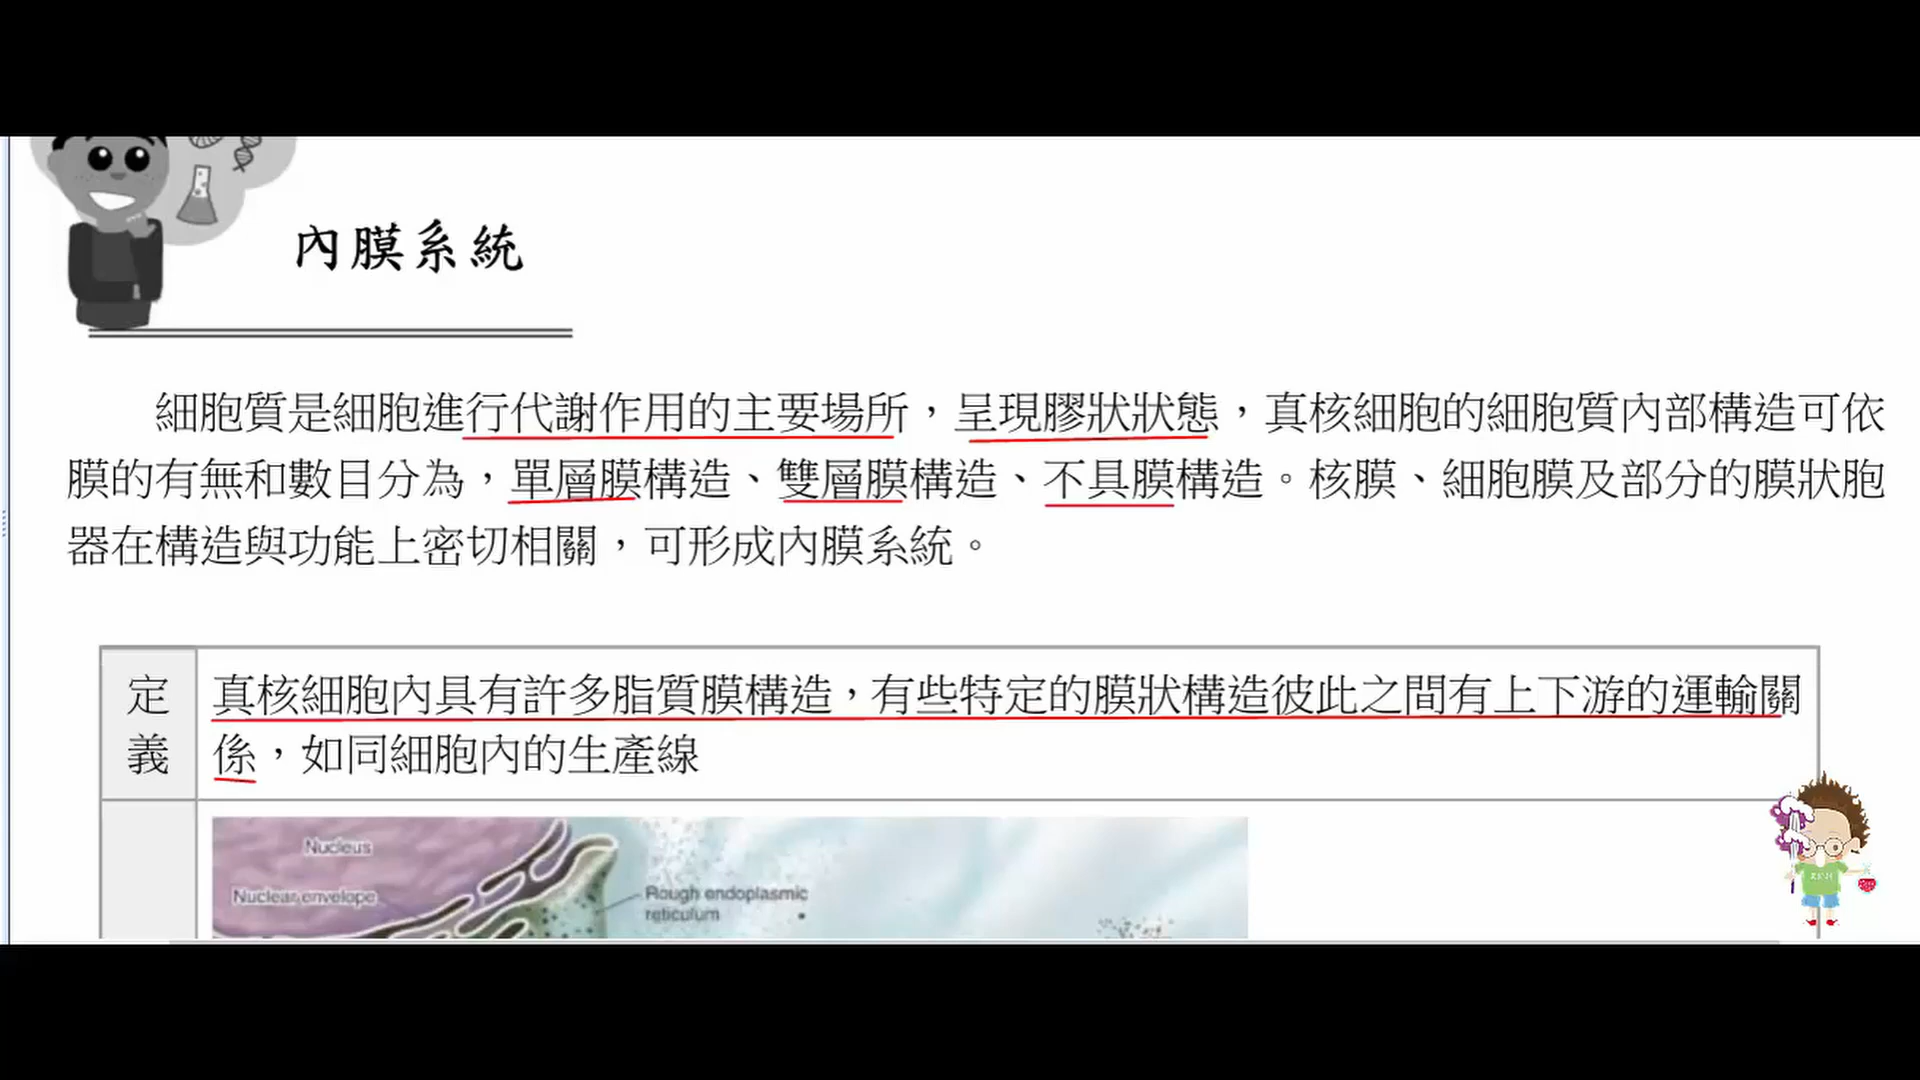 內膜系統
細胞質是細胞進行代謝作用的主要場所，呈現膠狀狀態，真核細胞的細胞質內部構造可依
膜的有無和數目分為，單層膜構造、雙層膜構造、不具膜構造。核膜、細胞膜及部分的膜狀胞
器在構造與功能上密切相關，可形成內膜系統。
定義
真核細胞內具有許多脂質膜構造，有些特定的膜狀構造彼此之間有上下游的運輸關
係，如同細胞內的生產線
Nucleus
Nuclear envelope
Rough endoplasmic
reticulum